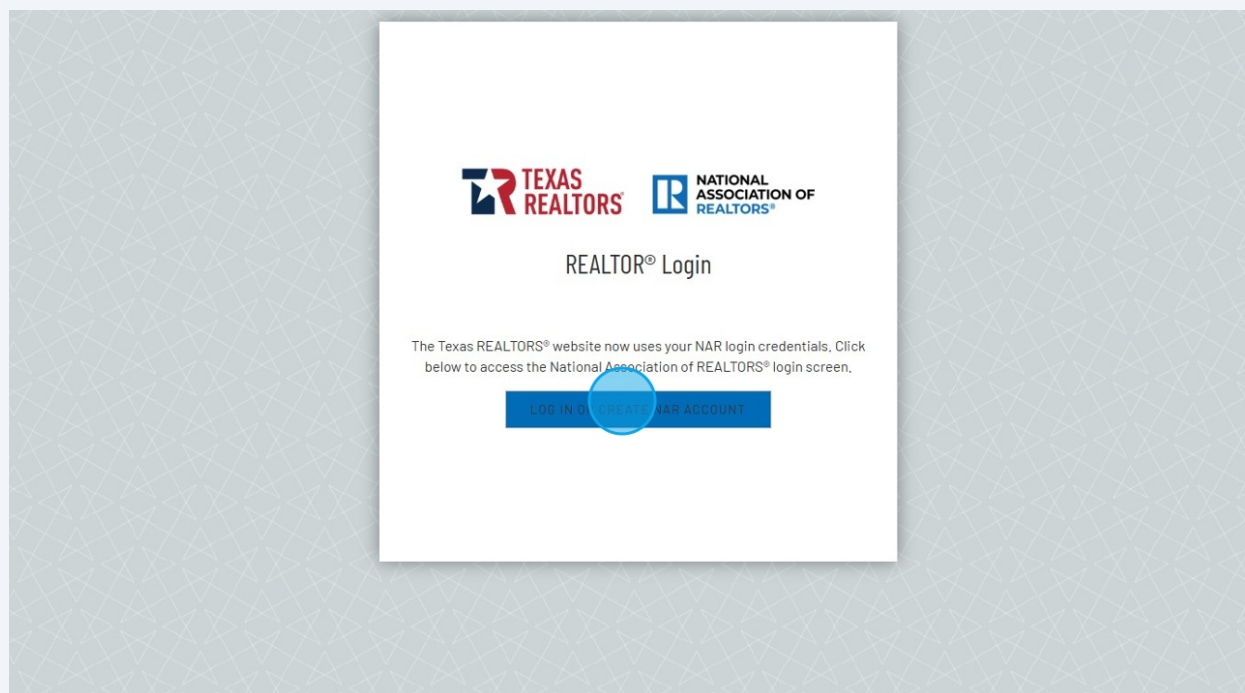 TEXAS
REALTORS®
NATIONAL
ASSOCIATION OF
REALTORS®
REALTOR® Login
The Texas REALTORS® website now uses your NAR login credentials. Click
below to access the National Association of REALTORS® login screen.
LOG IN OR CREATE NAR ACCOUNT